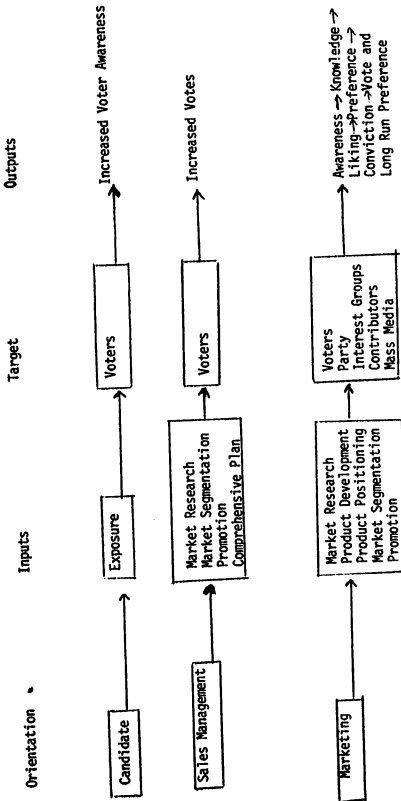 Orientation
Inputs
Target
Outputs
Candidate
Exposure
Voters
Increased Voter Awareness
Sales Management
Market Research
Market Segmentation
Promotion
Comprehensive Plan
Voters
Increased Votes
Marketing
Market Research
Product Development
Product Positioning
Market Segmentation
Promotion
Voters
Party
Interest Groups
Contributors
Mass Media
Awareness → Knowledge →
Liking → Preference →
Conviction → Vote and
Long Run Preference